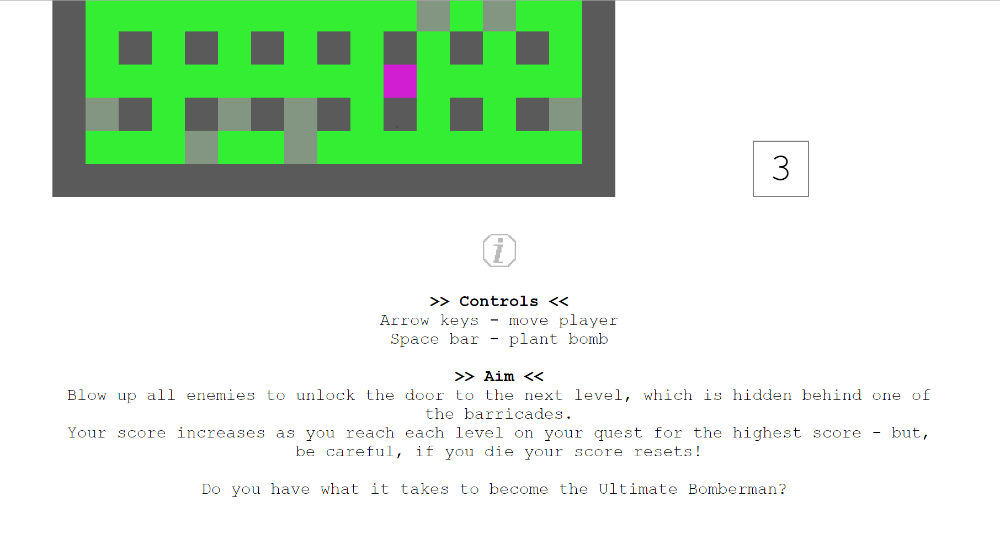 3
i
>> Controls <<
Arrow keys - move player
Space bar - plant bomb
>> Aim <<
Blow up all enemies to unlock the door to the next level, which is hidden behind one of
the barricades.
Your score increases as you reach each level on your quest for the highest score - but,
be careful, if you die your score resets!
Do you have what it takes to become the Ultimate Bomberman?